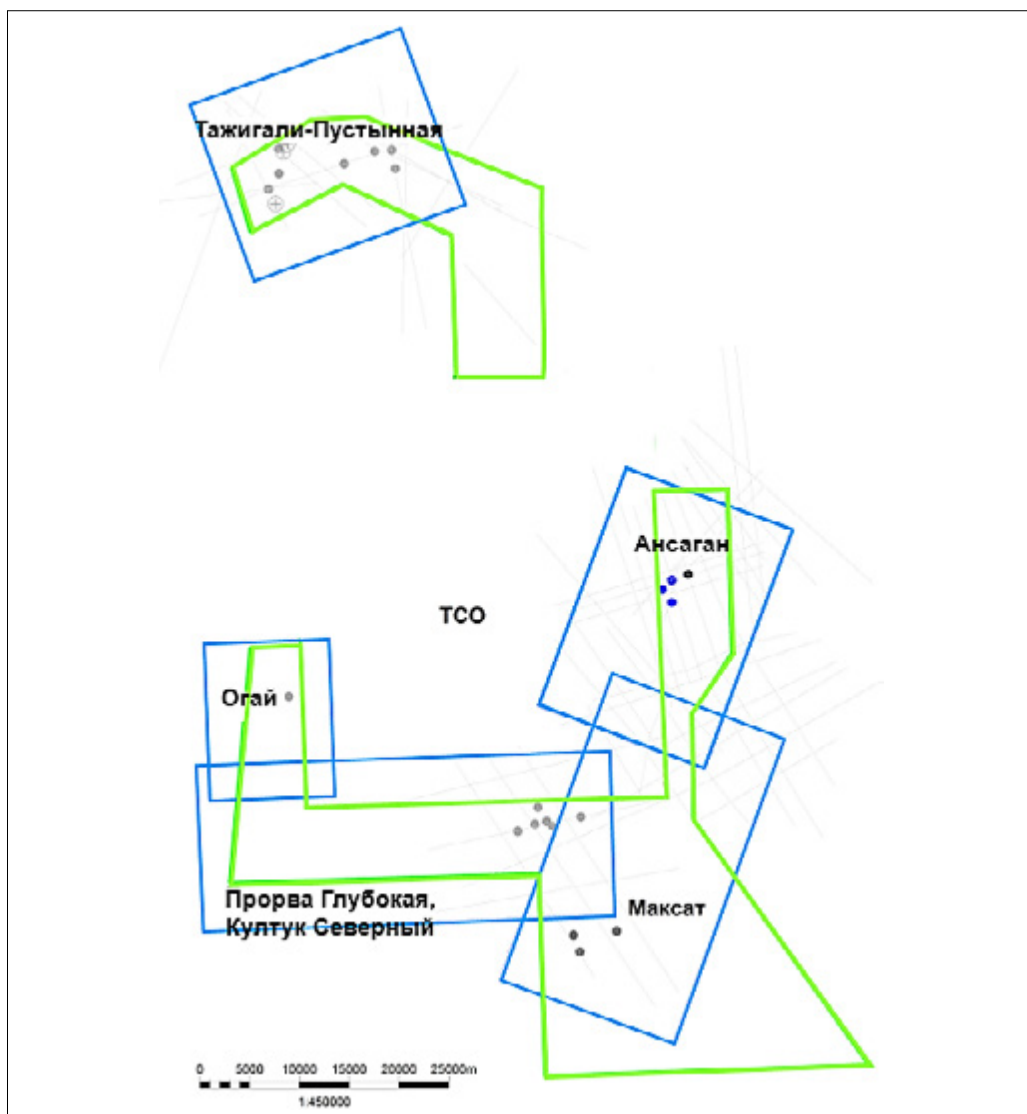 Тажигали-Пустынная
Ансаган
ТСО
Огай
Прорва Глубокая,
Култук Северный
Максат
0 5000 10000 15000 20000 25000m
1:450000